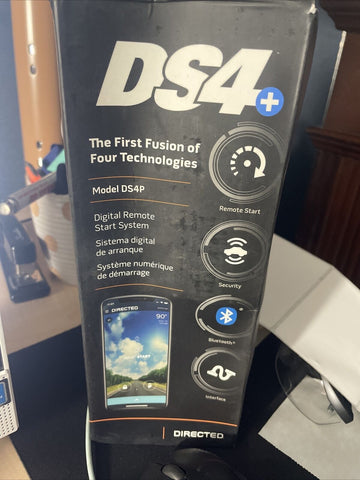 DS4+
The First Fusion of
Four Technologies
Model DS4P
Digital Remote
Start System
Sistema digital
de arranque
Système numérique
de démarrage
Remote Start
Security
Bluetooth®
Interface
DIRECTED
90°
START
DIRECTED